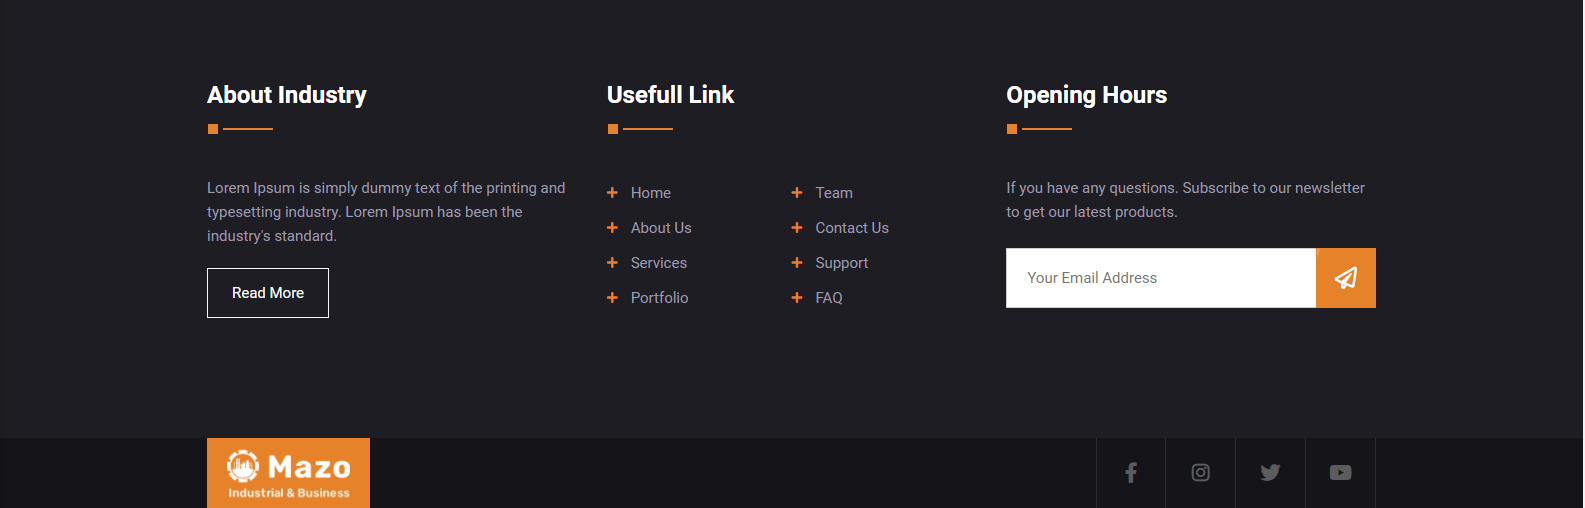 About Industry
Lorem Ipsum is simply dummy text of the printing and
typesetting industry. Lorem Ipsum has been the
industry's standard.
Read More
Usefull Link
Home
About Us
Services
Portfolio
Team
Contact Us
Support
FAQ
Opening Hours
If you have any questions. Subscribe to our newsletter
to get our latest products.
Your Email Address
Mazo
Industrial & Business